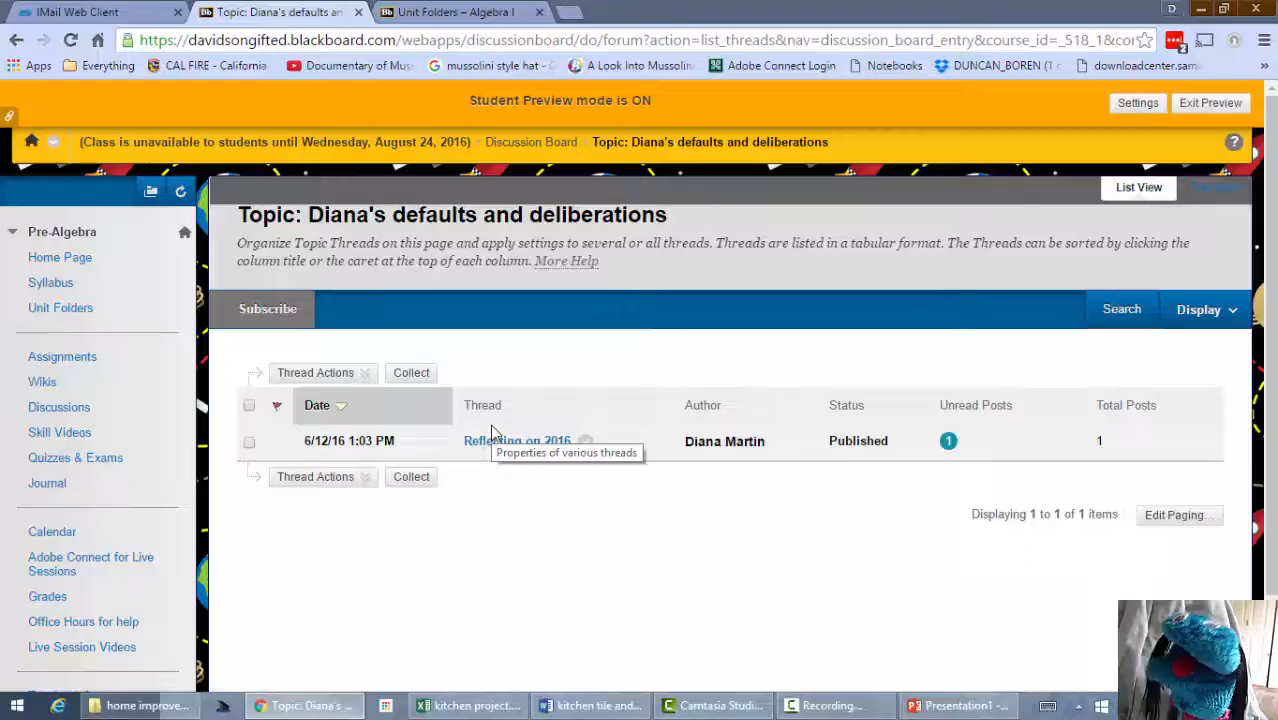 IMail Web Client
Topic: Diana's defaults an
Unit Folders – Algebra I
D
https://davidsongifted.blackboard.com/webapps/discussionboard/do/forum?action=list_threads&nav=discussion_board_entry&course_id=_518_1&cou
2
Apps
Everything
CAL FIRE - California
Documentary of Mus
mussolini style hat - G
A Look Into Mussolin
Adobe Connect Login
Notebooks
DUNCAN_BOREN (1 c
downloadcenter.sam
»
Student Preview mode is ON
Settings
Exit Preview
(Class is unavailable to students until Wednesday, August 24, 2016)
Discussion Board
Topic: Diana's defaults and deliberations
?
List View
Topic: Diana's defaults and deliberations
Organize Topic Threads on this page and apply settings to several or all threads. Threads are listed in a tabular format. The Threads can be sorted by clicking the
column title or the caret at the top of each column. More Help
Subscribe
Search
Display
Thread Actions
Collect
Date
Thread
Author
Status
Unread Posts
Total Posts
6/12/16 1:03 PM
Reflecting on 2016
Diana Martin
Published
1
1
Properties of various threads
Thread Actions
Collect
Displaying 1 to 1 of 1 items
Edit Paging...
Pre-Algebra
Home Page
Syllabus
Unit Folders
Assignments
Wikis
Discussions
Skill Videos
Quizzes & Exams
Journal
Calendar
Adobe Connect for Live
Sessions
Grades
Office Hours for help
Live Session Videos
home improve...
Topic: Diana's ...
kitchen project...
kitchen tile and...
Camtasia Studi...
Recording...
Presentation1 -...